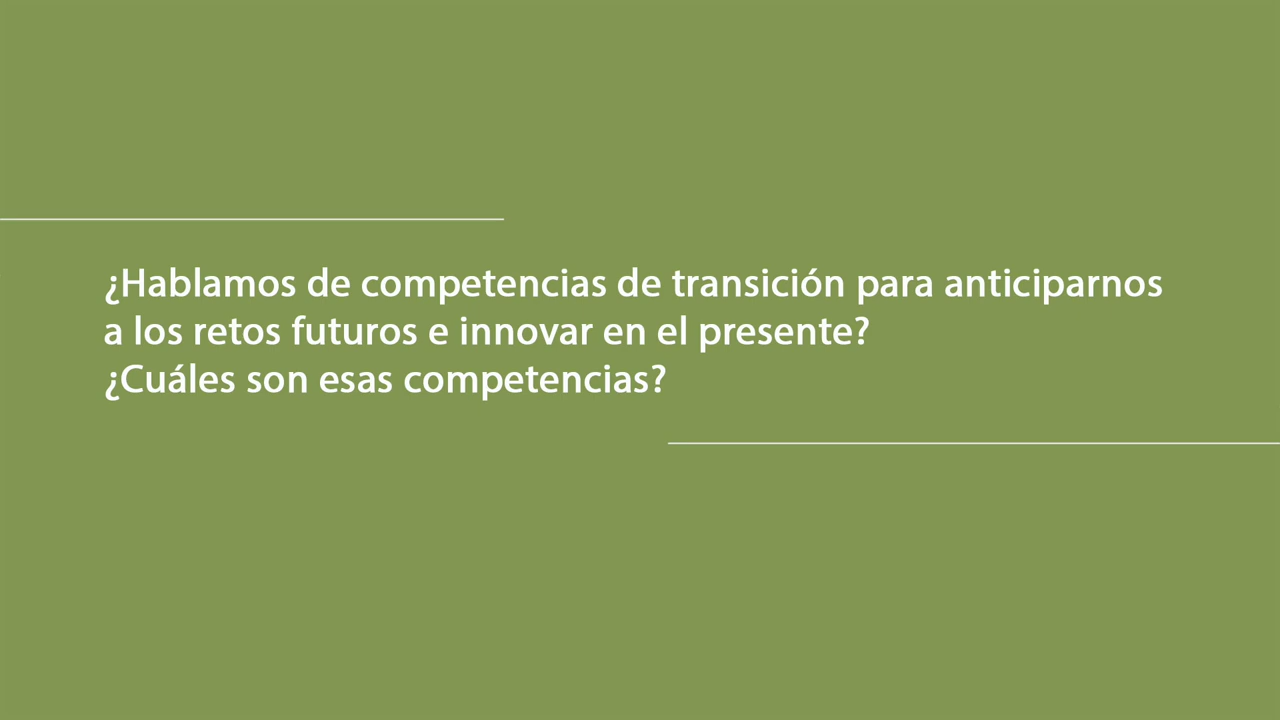 ¿Hablamos de competencias de transición para anticiparnos
a los retos futuros e innovar en el presente?
¿Cuáles son esas competencias?